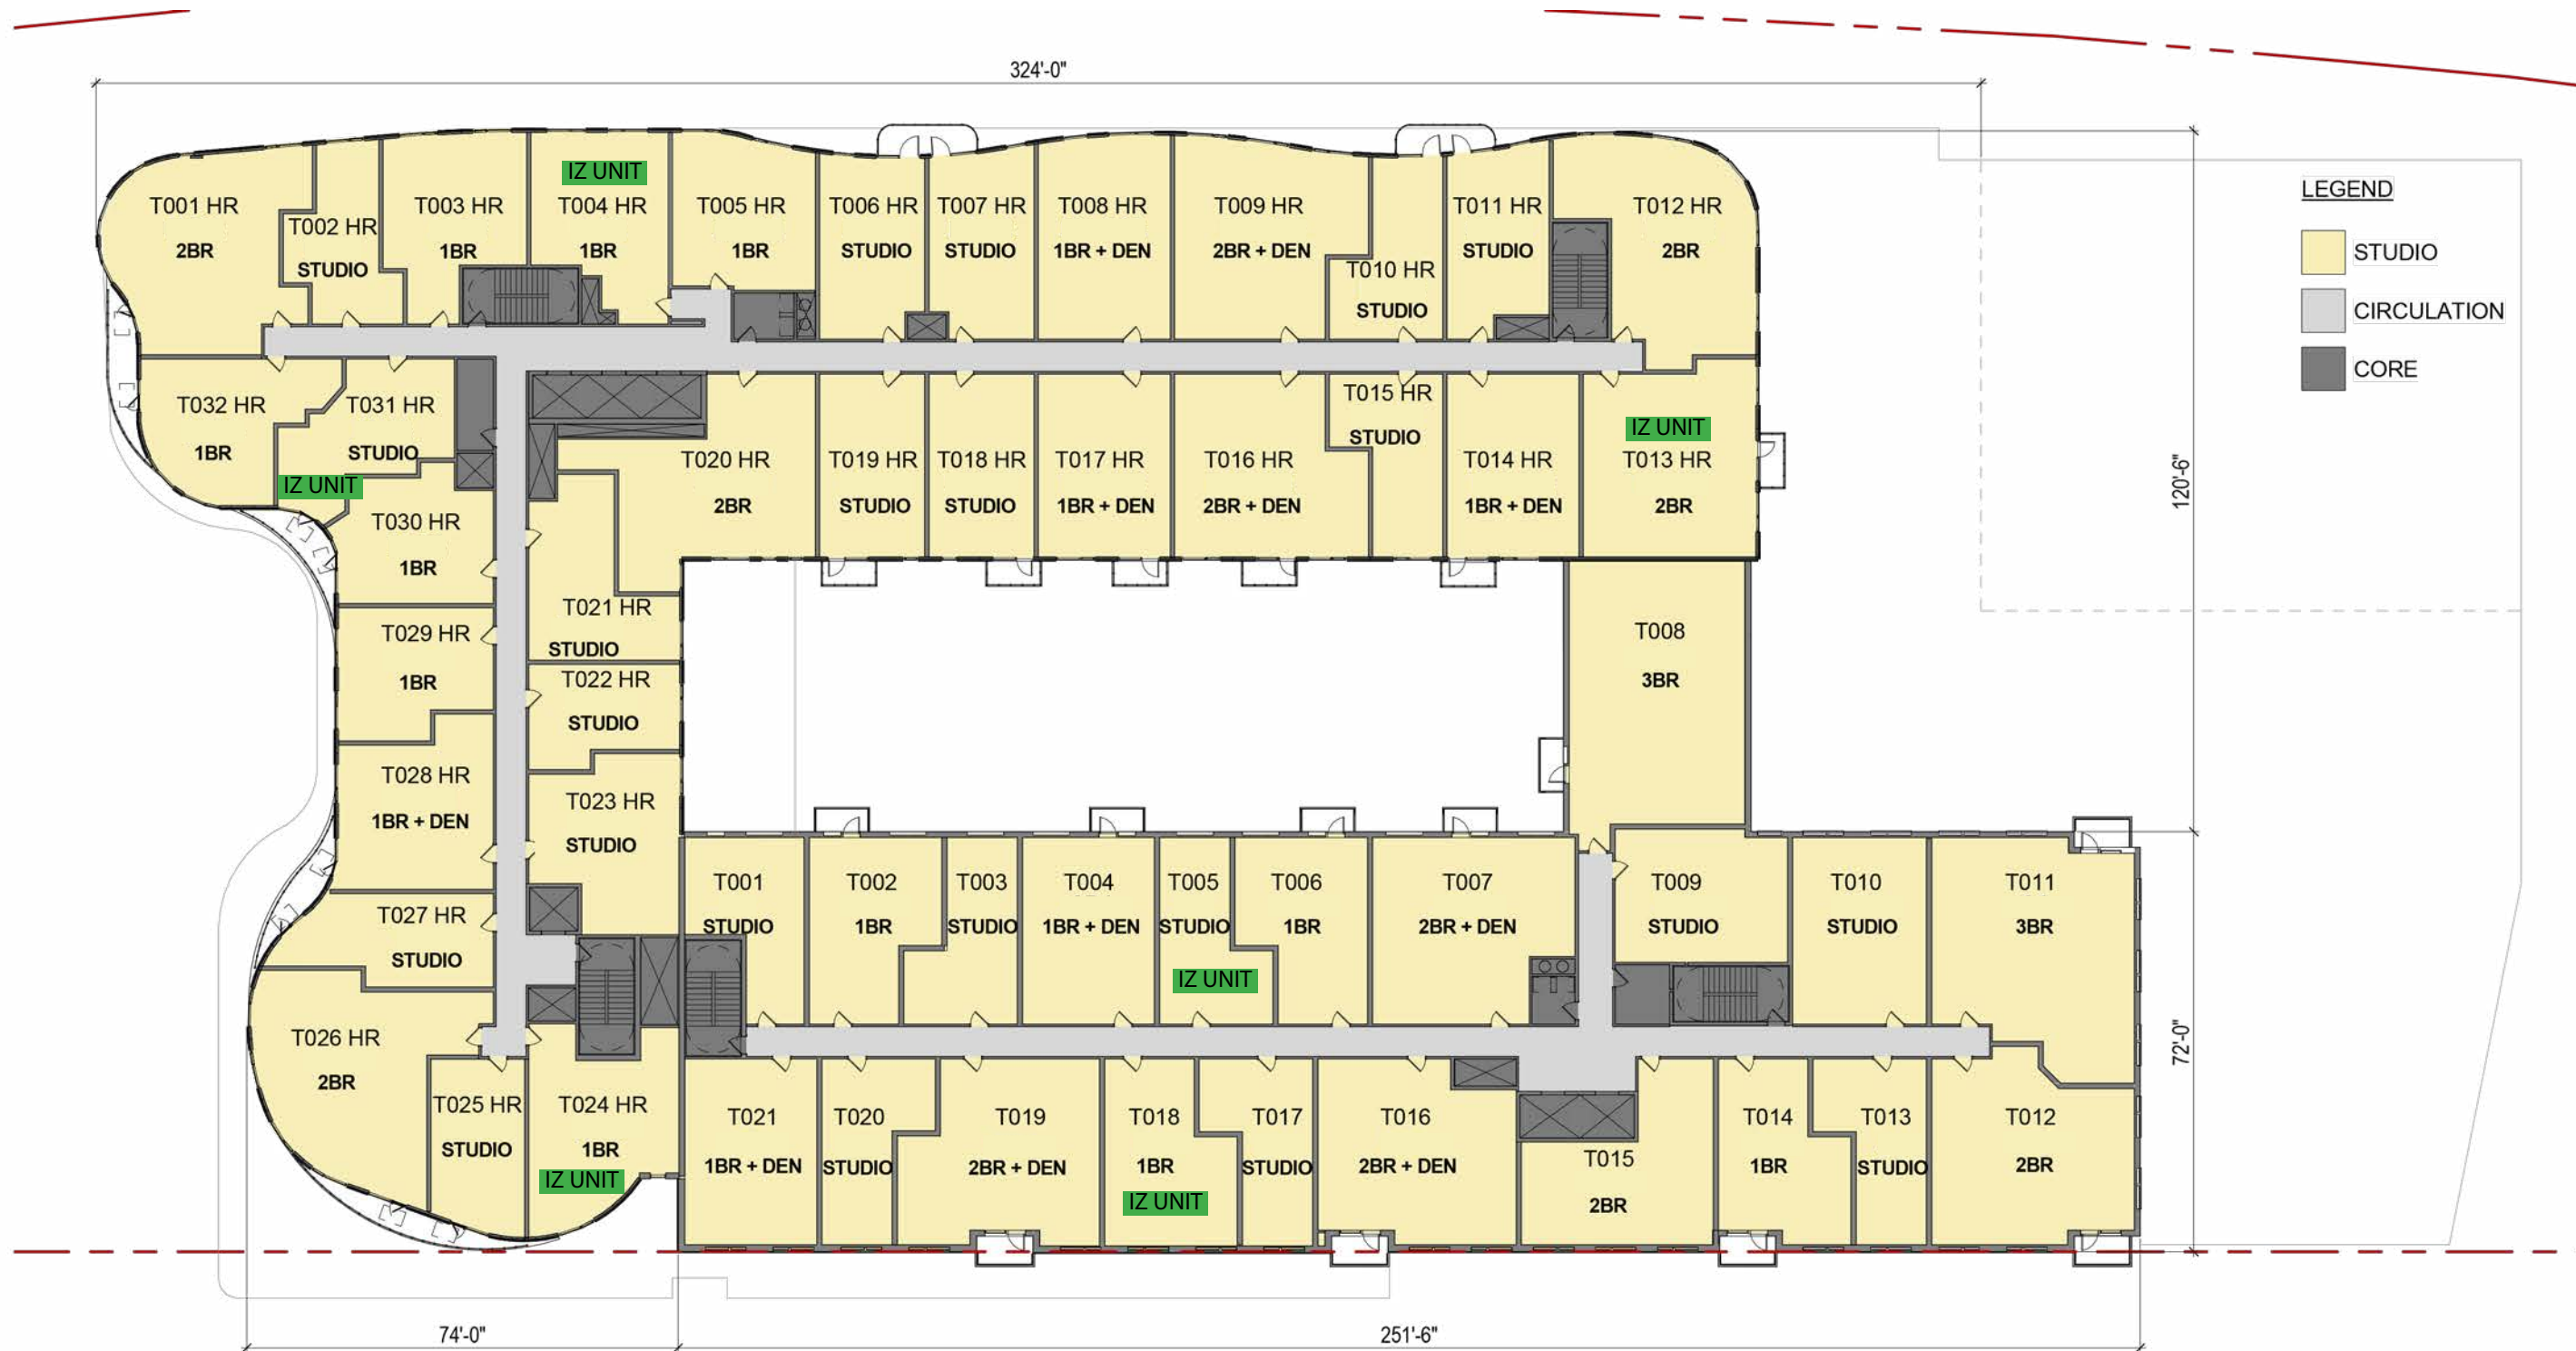 324'-0"
IZ UNIT
T001 HR
2BR
T002 HR
STUDIO
T003 HR
1BR
T004 HR
1BR
T005 HR
1BR
T006 HR
STUDIO
T007 HR
STUDIO
T008 HR
1BR + DEN
T009 HR
2BR + DEN
T010 HR
STUDIO
T011 HR
STUDIO
T012 HR
2BR
LEGEND
STUDIO
CIRCULATION
CORE
T032 HR
1BR
T031 HR
STUDIO
IZ UNIT
T020 HR
2BR
T019 HR
STUDIO
T018 HR
STUDIO
T017 HR
1BR + DEN
T016 HR
2BR + DEN
T015 HR
STUDIO
T014 HR
1BR + DEN
IZ UNIT
T013 HR
2BR
120'-6"
T030 HR
1BR
T021 HR
STUDIO
T029 HR
1BR
T022 HR
STUDIO
T008
3BR
T028 HR
1BR + DEN
T023 HR
STUDIO
T027 HR
STUDIO
T001
STUDIO
T002
1BR
T003
STUDIO
T004
1BR + DEN
T005
STUDIO
IZ UNIT
T006
1BR
T007
2BR + DEN
T009
STUDIO
T010
STUDIO
T011
3BR
72'-0"
T026 HR
2BR
T025 HR
STUDIO
T024 HR
1BR
IZ UNIT
T021
1BR + DEN
T020
STUDIO
T019
2BR + DEN
T018
1BR
IZ UNIT
T017
STUDIO
T016
2BR + DEN
T015
2BR
T014
1BR
T013
STUDIO
T012
2BR
74'-0"
251'-6"